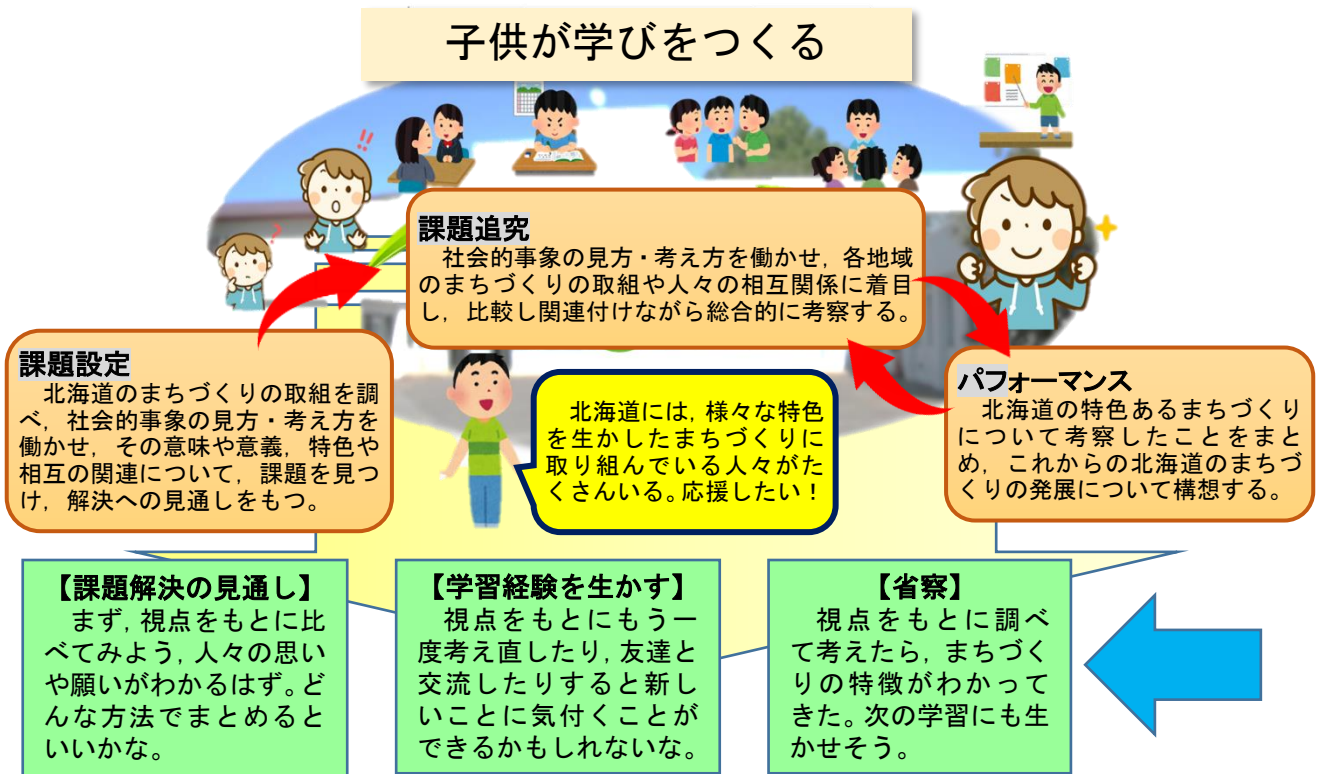 子供が学びをつくる
課題追究
社会的事象の見方・考え方を働かせ，各地域
のまちづくりの取組や人々の相互関係に着目
し，比較し関連付けながら総合的に考察する。
課題設定
北海道のまちづくりの取組を調
べ，社会的事象の見方・考え方を
働かせ，その意味や意義，特色や
相互の関連について，課題を見つ
け，解決への見通しをもつ。
北海道には，様々な特色
を生かしたまちづくりに
取り組んでいる人々がた
くさんいる。応援したい！
パフォーマンス
北海道の特色あるまちづくり
について考察したことをまと
め，これからの北海道のまちづ
くりの発展について構想する。
【課題解決の見通し】
まず，視点をもとに比
べてみよう，人々の思い
や願いがわかるはず。ど
んな方法でまとめると
いいかな。
【学習経験を生かす】
視点をもとにもう一
度考え直したり，友達と
交流したりすると新し
いことに気付くことが
できるかもしれないな。
【省察】
視点をもとに調べ
て考えたら，まちづく
りの特徴がわかって
きた。次の学習にも生
かせそう。